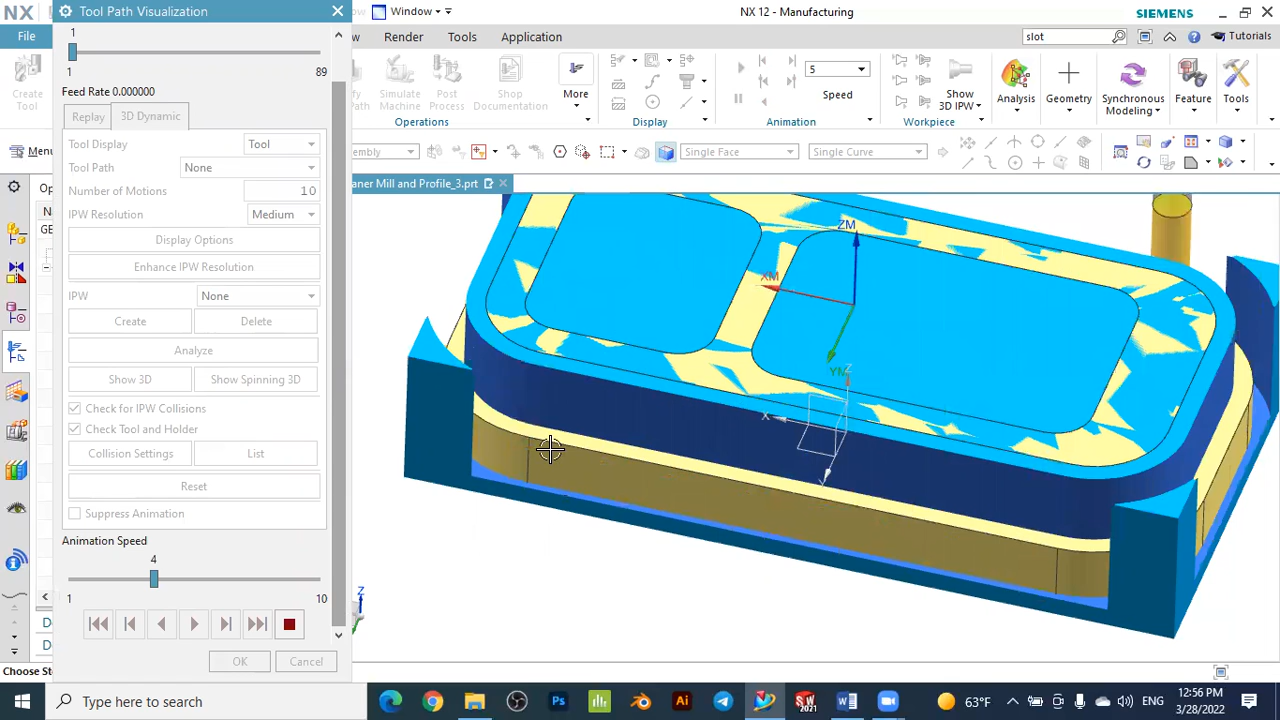 NX
Tool Path Visualization
Window
NX 12 - Manufacturing
SIEMENS
File
Render
Tools
Application
slot
Tutorials
1
1
89
Feed Rate 0.000000
Replay
3D Dynamic
Tool Display
Tool
Tool Path
None
Number of Motions
10
IPW Resolution
Medium
Display Options
Enhance IPW Resolution
IPW
None
Create
Delete
Analyze
Show 3D
Show Spinning 3D
Check for IPW Collisions
Check Tool and Holder
Collision Settings
List
Reset
Suppress Animation
Animation Speed
4
1
10
OK
Cancel
Create
Tool
Simulate
Machine
Post
Process
Shop
Documentation
More
Operations
Display
5
Speed
Animation
Show
3D IPW
Workpiece
Analysis
Geometry
Synchronous
Modeling
Feature
Tools
Menu
Single Face
Single Curve
aner Mill and Profile_3.prt
ZM
XM
YM
Z
X
Y
Z
Type here to search
Ps
Ai
SW
2021
W
63°F
ENG
12:56 PM
3/28/2022